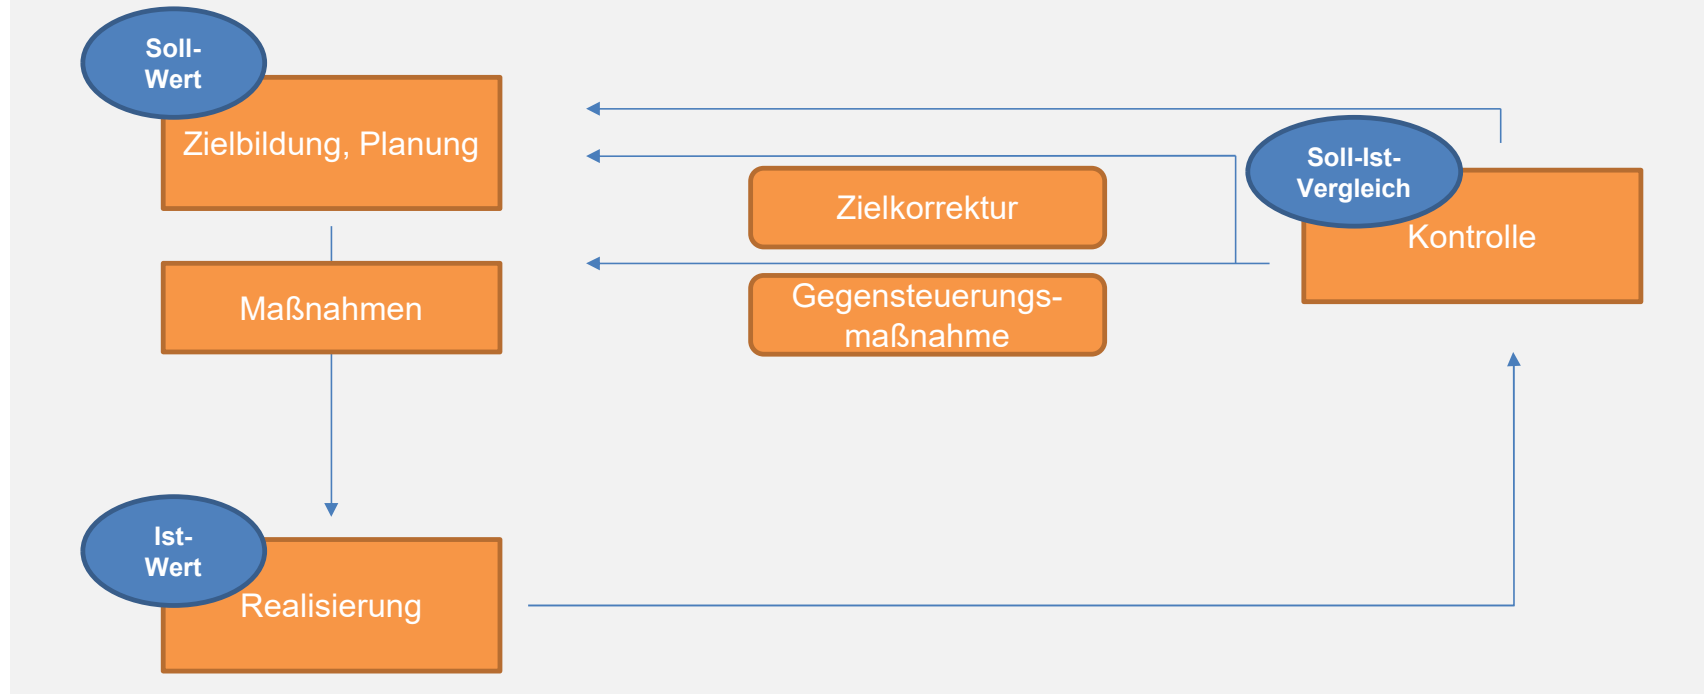 Soll-
Wert
Zielbildung, Planung
Soll-Ist-
Vergleich
Zielkorrektur
Kontrolle
Maßnahmen
Gegensteuerungs-
maßnahme
Ist-
Wert
Realisierung